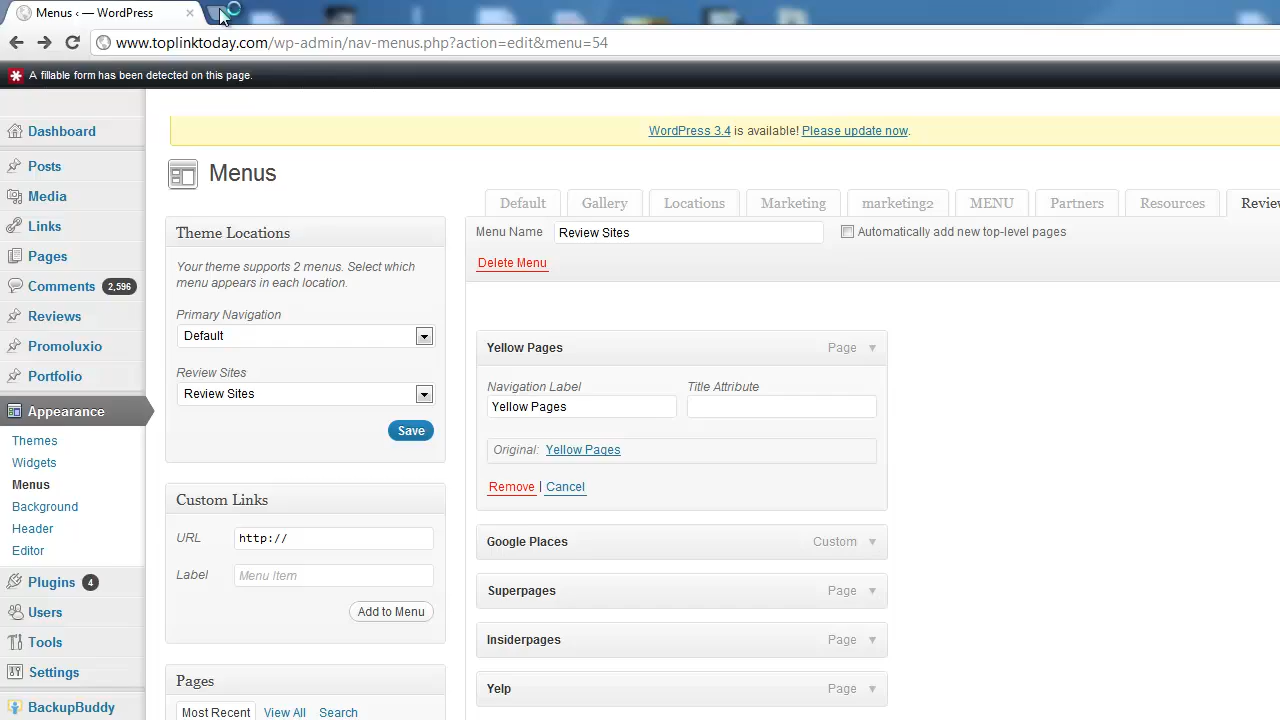 Menus ‹ — WordPress
www.toplinktoday.com/wp-admin/nav-menus.php?action=edit&menu=54
A fillable form has been detected on this page.
WordPress 3.4 is available! Please update now.
Dashboard
Posts
Media
Links
Pages
Comments 2,596
Reviews
Promoluxio
Portfolio
Appearance
Themes
Widgets
Menus
Background
Header
Editor
Plugins 4
Users
Tools
Settings
BackupBuddy
Menus
Default Gallery Locations Marketing marketing2 MENU Partners Resources Review
Theme Locations
Your theme supports 2 menus. Select which
menu appears in each location.
Primary Navigation
Default
Review Sites
Review Sites
Save
Custom Links
URL http://
Label Menu Item
Add to Menu
Pages
Most Recent View All Search
Menu Name Review Sites Automatically add new top-level pages
Delete Menu
Yellow Pages Page
Navigation Label Title Attribute
Yellow Pages
Original: Yellow Pages
Remove | Cancel
Google Places Custom
Superpages Page
Insiderpages Page
Yelp Page